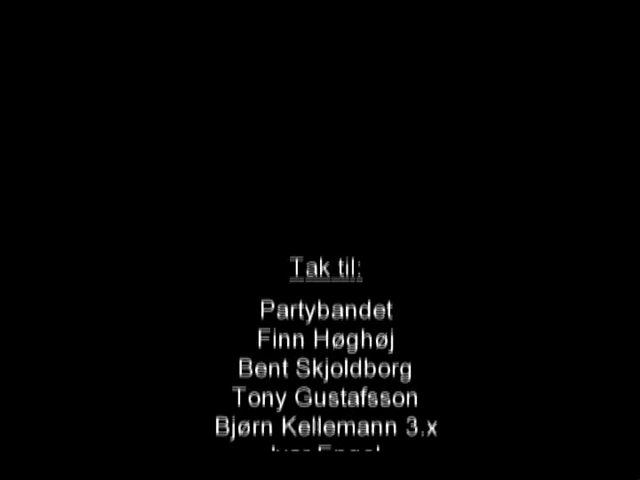 Tak til:
Partybandet
Finn Høghøj
Bent Skjoldborg
Tony Gustafsson
Bjørn Kellemann 3.x